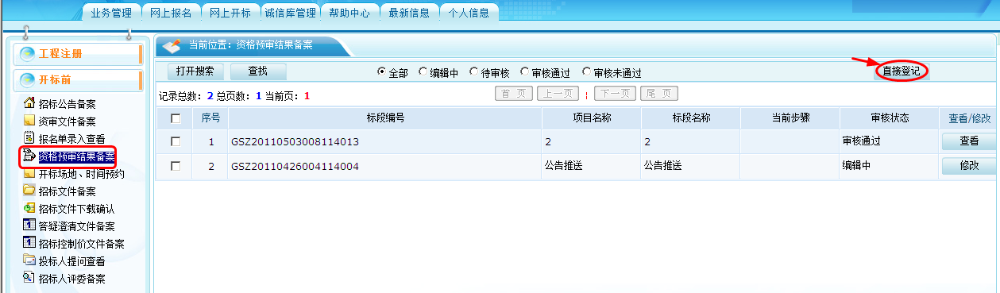 业务管理 网上报名 网上开标 诚信库管理 帮助中心 最新信息 个人信息
工程注册
开标前
招标公告备案
资审文件备案
报名单录入查看
资格预审结果备案
开标场地、时间预约
招标文件备案
招标文件下载确认
答疑澄清文件备案
招标控制价文件备案
投标人提问查看
招标人评委备案
当前位置：资格预审结果备案
打开搜索 查找 全部 编辑中 待审核 审核通过 审核未通过 直接登记
记录总数：2 总页数：1 当前页：1 首 页 上一页 下一页 尾 页
序号 标段编号 项目名称 标段名称 当前步骤 审核状态 查看/修改
1 GSZ20110503008114013 2 2 审核通过 查看
2 GSZ20110426004114004 公告推送 公告推送 编辑中 修改